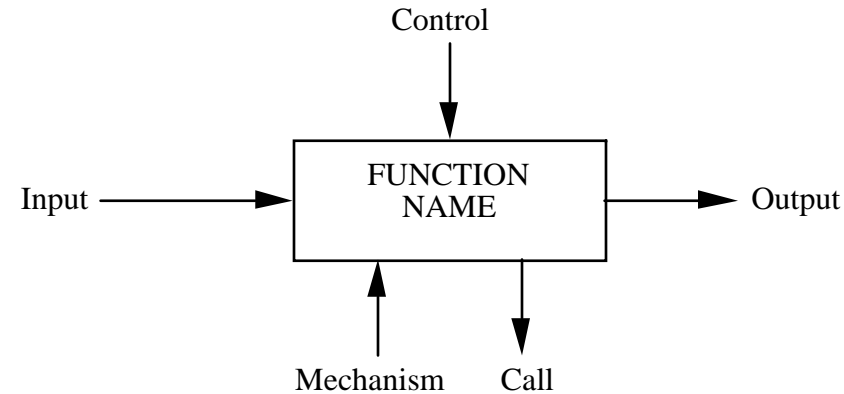 Control
FUNCTION
NAME
Input
Output
Mechanism
Call